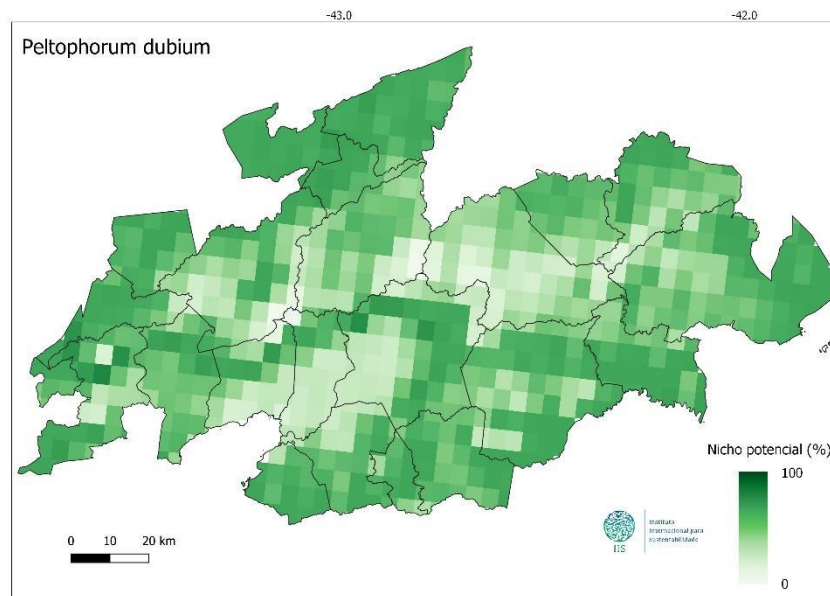 -43.0
-42.0
Peltophorum dubium
Nicho potencial (%)
100
0
0 10 20 km
IIS
Instituto
Internacional para
Sustentabilidade